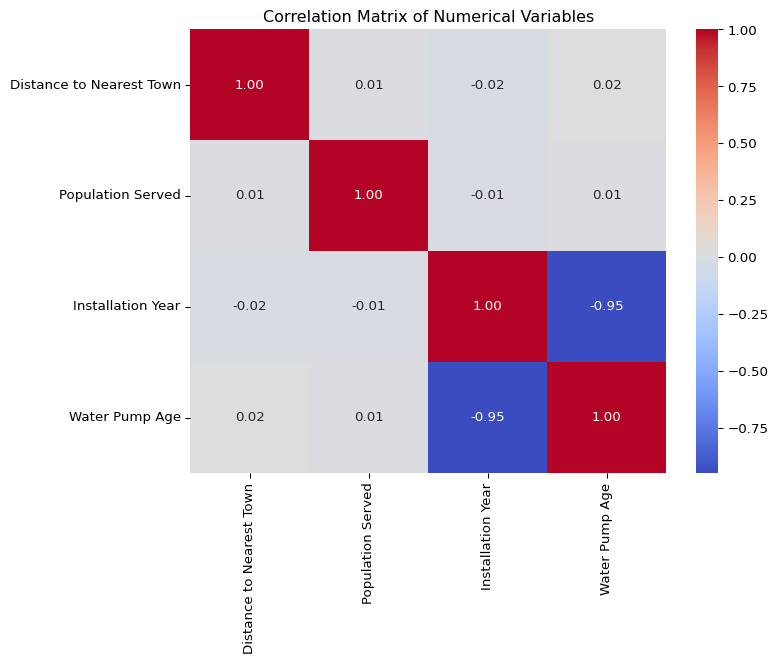 Correlation Matrix of Numerical Variables
Distance to Nearest Town
1.00
0.01
-0.02
0.02
Population Served
0.01
1.00
-0.01
0.01
Installation Year
-0.02
-0.01
1.00
-0.95
Water Pump Age
0.02
0.01
-0.95
1.00
Distance to Nearest Town
Population Served
Installation Year
Water Pump Age
1.00
0.75
0.50
0.25
0.00
−0.25
−0.50
−0.75